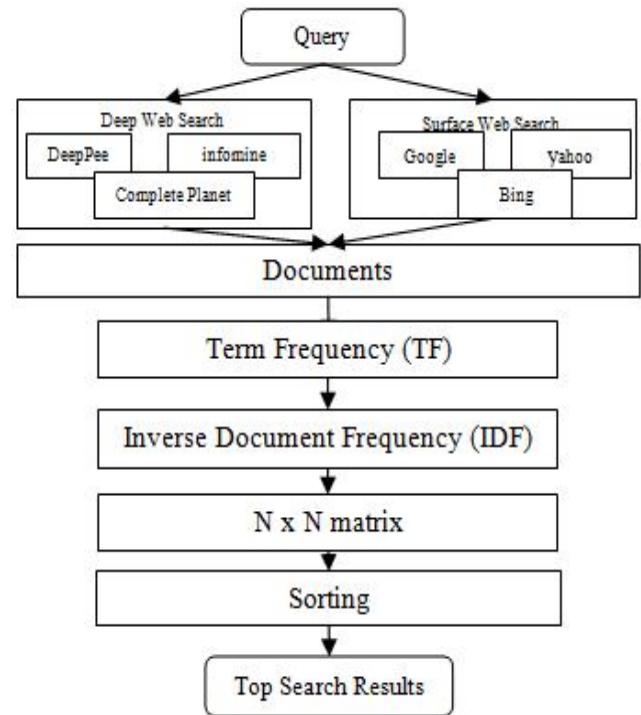 Query
Deep Web Search
DeepPee
infomine
Complete Planet
Surface Web Search
Google
yahoo
Bing
Documents
Term Frequency (TF)
Inverse Document Frequency (IDF)
N x N matrix
Sorting
Top Search Results